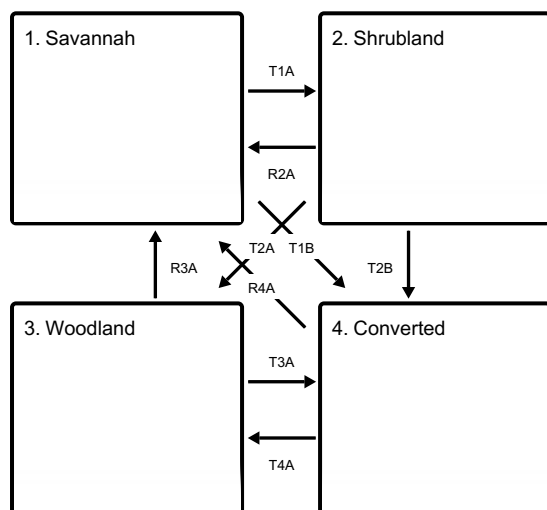 1. Savannah
2. Shrubland
T1A
R2A
T2A
T1B
R3A
R4A
T2B
3. Woodland
4. Converted
T3A
T4A